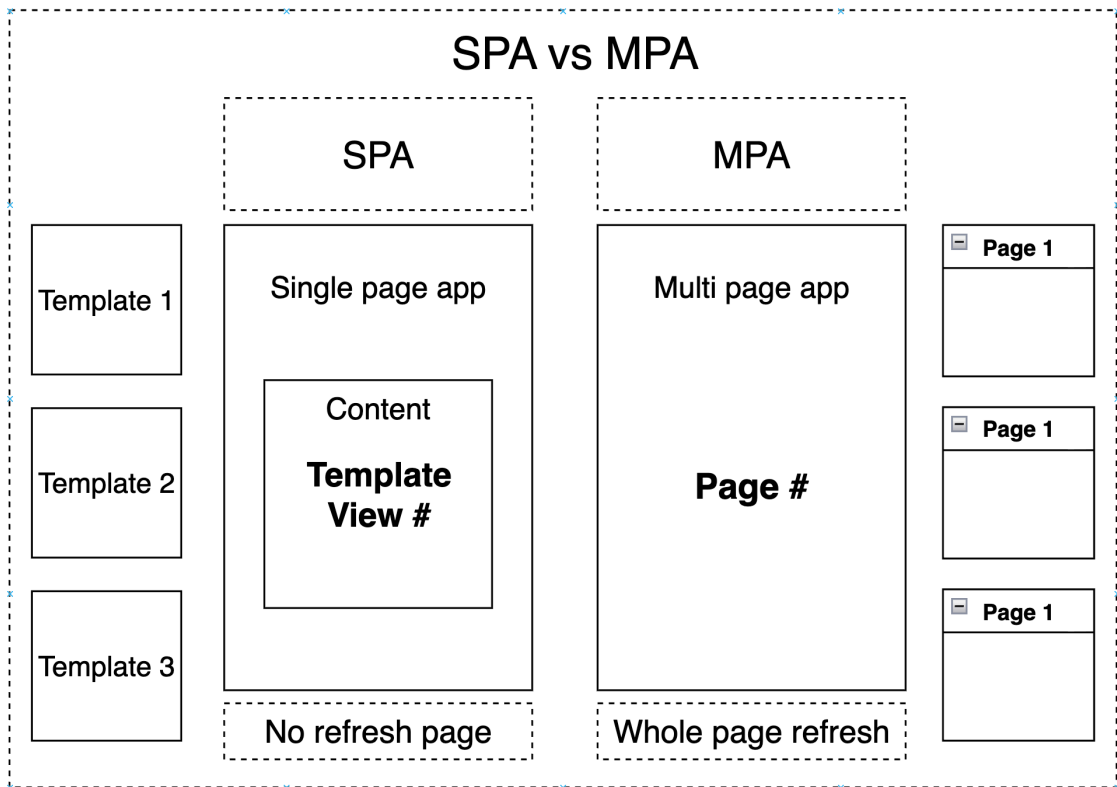 SPA vs MPA
SPA
MPA
Template 1
Template 2
Template 3
Single page app
Content
Template
View #
No refresh page
Multi page app
Page #
Whole page refresh
Page 1
Page 1
Page 1